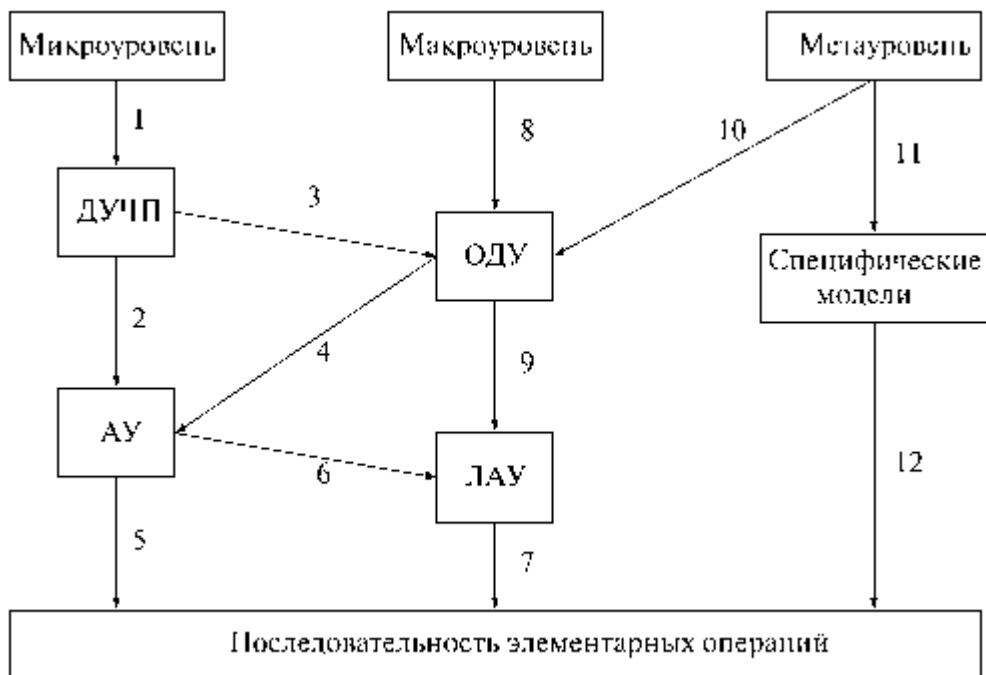 Микроуровень
Макроуровень
Метауровень
1
8
10
11
ДУЧП
3
ОДУ
Специфические
модели
2
4
9
АУ
6
ЛАУ
12
5
7
Последовательность элементарных операций